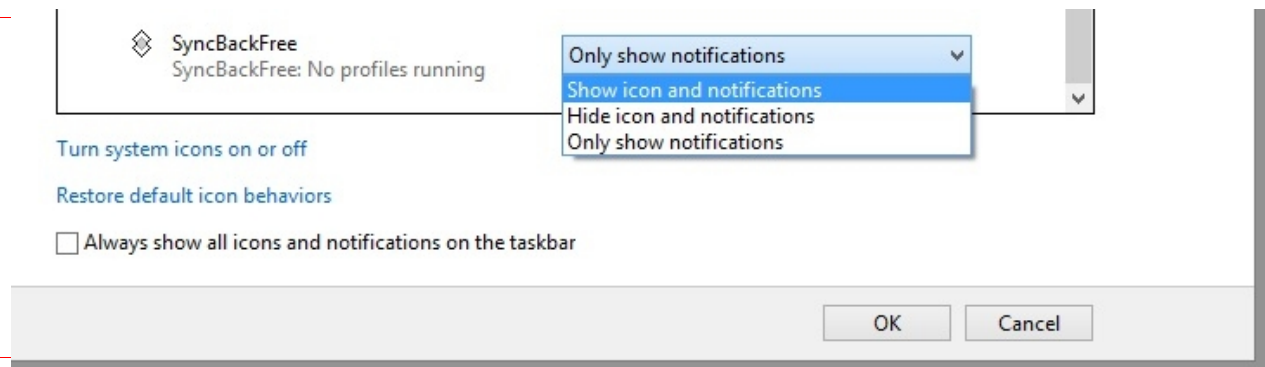 SyncBackFree
SyncBackFree: No profiles running
Only show notifications
Show icon and notifications
Hide icon and notifications
Only show notifications
Turn system icons on or off
Restore default icon behaviors
Always show all icons and notifications on the taskbar
OK Cancel